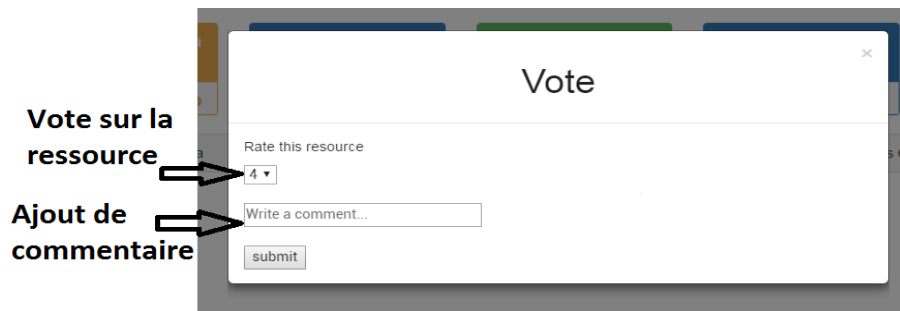 ×
Vote
Vote sur la
ressource
Rate this resource
4
Ajout de
commentaire
Write a comment...
submit